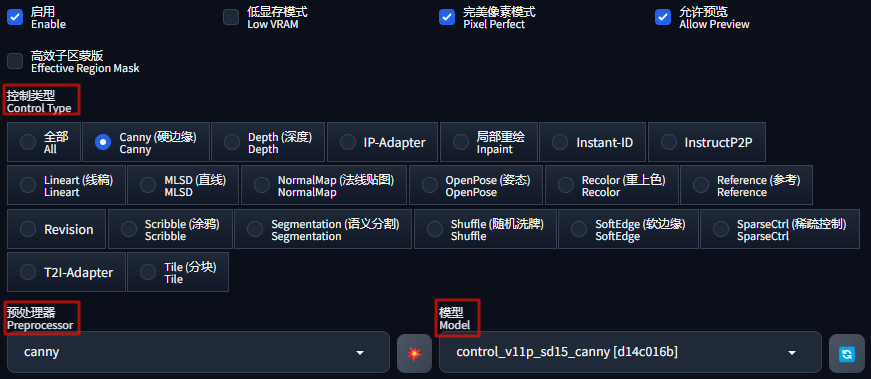 启用 低显存模式 完美像素模式 允许预览
Enable Low VRAM Pixel Perfect Allow Preview
高效子区蒙版
Effective Region Mask
控制类型
Control Type
全部 Canny (硬边缘) Depth (深度) IP-Adapter 局部重绘 Instant-ID InstructP2P
All Canny Depth Inpaint
Lineart (线稿) MLSD (直线) NormalMap (法线贴图) OpenPose (姿态) Recolor (重上色) Reference (参考)
Lineart MLSD NormalMap OpenPose Recolor Reference
Revision Scribble (涂鸦) Segmentation (语义分割) Shuffle (随机洗牌) SoftEdge (软边缘) SparseCtrl (稀疏控制)
Scribble Segmentation Shuffle SoftEdge SparseCtrl
T2I-Adapter Tile (分块)
Tile
预处理器 模型
Preprocessor Model
canny control_v11p_sd15_canny [d14c016b]